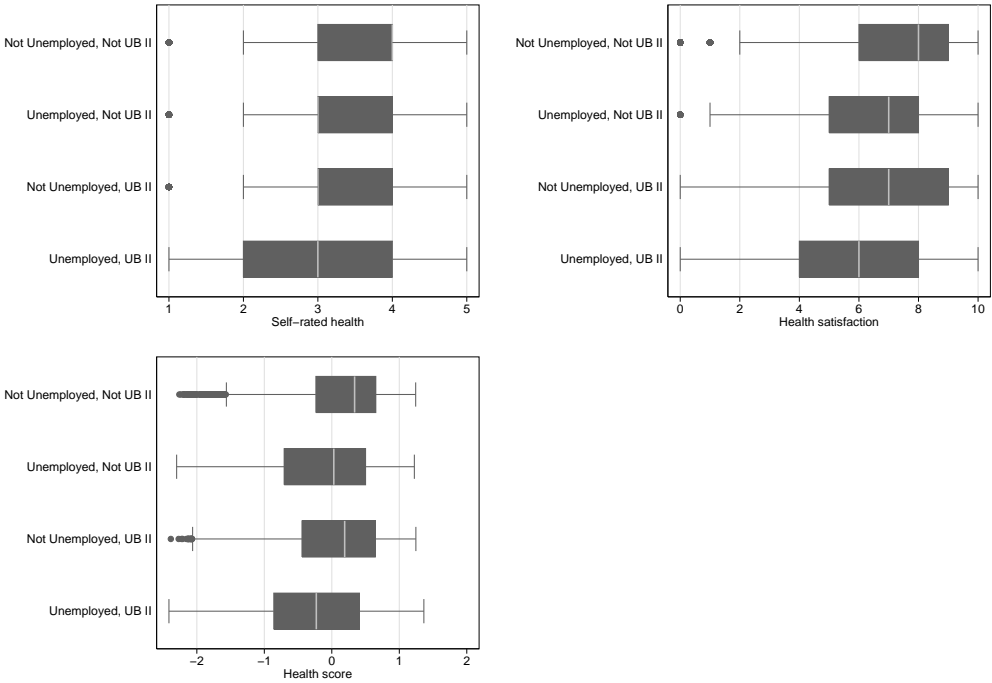 Not Unemployed, Not UB II
Unemployed, Not UB II
Not Unemployed, UB II
Unemployed, UB II
1 2 3 4 5
Self−rated health
Not Unemployed, Not UB II
Unemployed, Not UB II
Not Unemployed, UB II
Unemployed, UB II
0 2 4 6 8 10
Health satisfaction
Not Unemployed, Not UB II
Unemployed, Not UB II
Not Unemployed, UB II
Unemployed, UB II
−2 −1 0 1 2
Health score